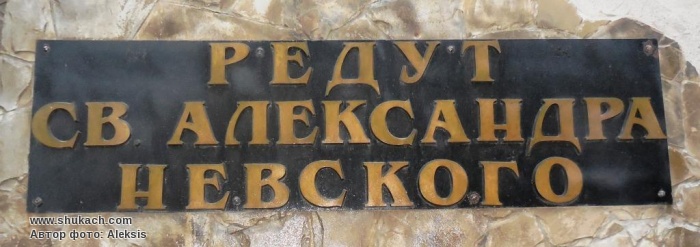 РЕДУТ
СВ. АЛЕКСАНДРА
НЕВСКОГО
www.shukach.com
Автор фото: Aleksis